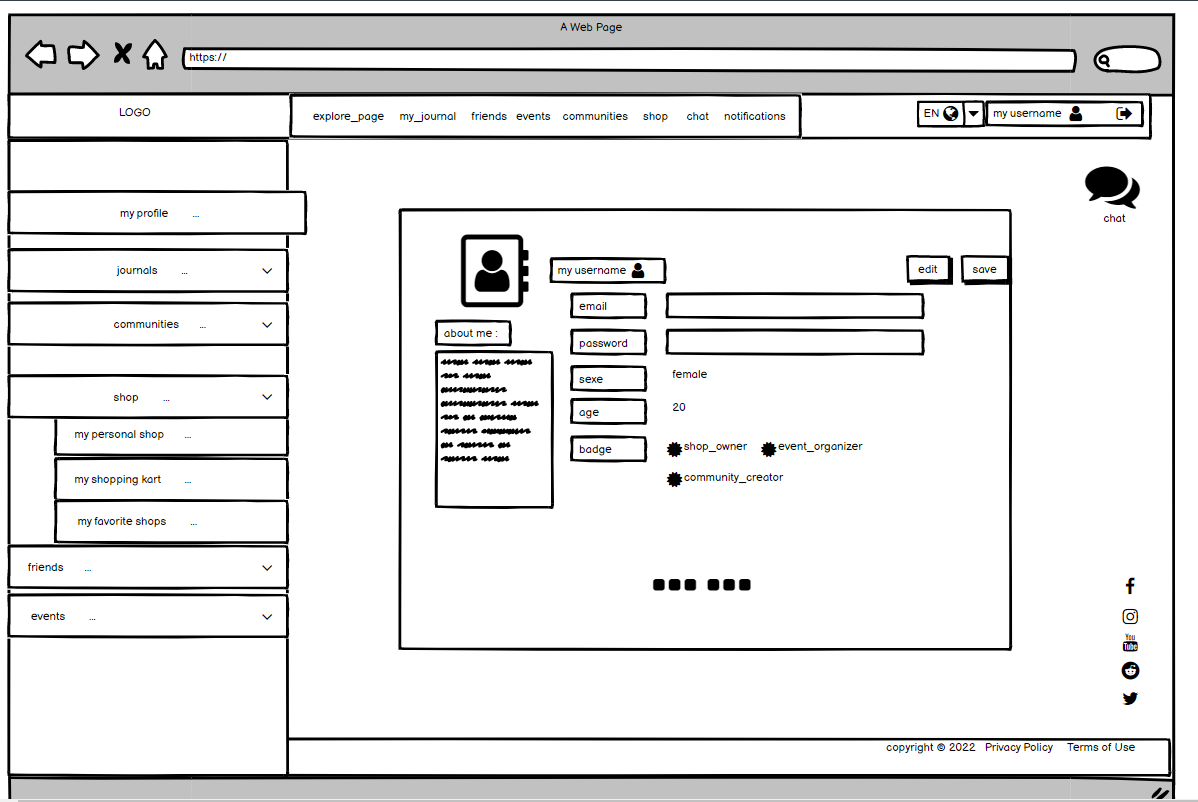 A Web Page
https://
LOGO
explore_page my_journal friends events communities shop chat notifications
EN
my username
chat
my profile ...
journals ...
communities ...
shop ...
my personal shop ...
my shopping kart ...
my favorite shops ...
friends ...
events ...
my username
edit
save
email
about me :
password
sexe
female
age
20
badge
shop_owner
event_organizer
community_creator
You
Tube
copyright © 2022 Privacy Policy Terms of Use